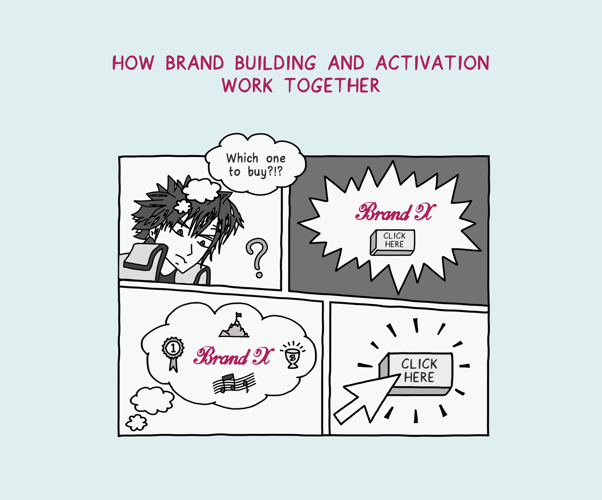 HOW BRAND BUILDING AND ACTIVATION
WORK TOGETHER
Which one
to buy?!?
?
Brand X
CLICK
HERE
1
Brand X
CLICK
HERE